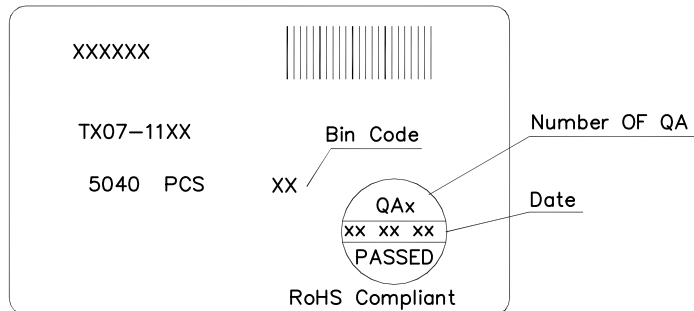 XXXXXX
TX07-11XX
Bin Code
Number OF QA
5040 PCS
XX
QAx
Date
XX XX XX
PASSED
RoHS Compliant